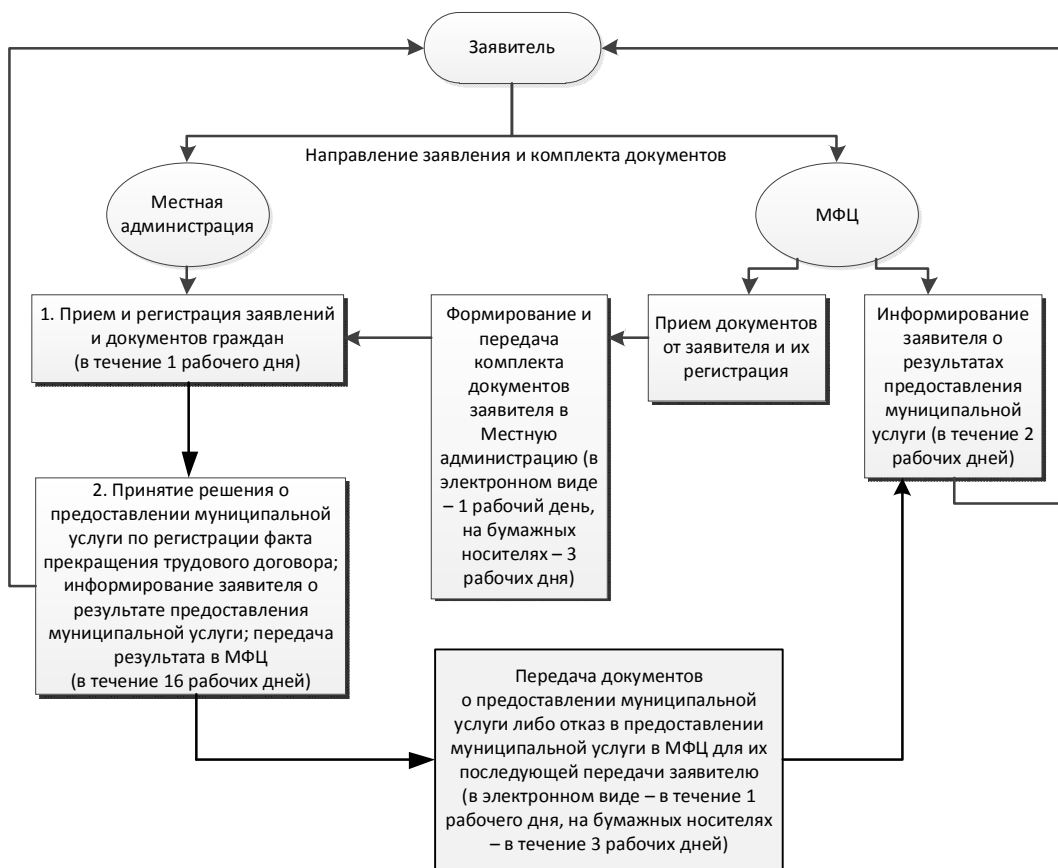 Заявитель
Направление заявления и комплекта документов
Местная
администрация
МФЦ
1. Прием и регистрация заявлений
и документов граждан
(в течение 1 рабочего дня)
Формирование и
передача
комплекта
документов
заявителя в
Местную
администрацию (в
электронном виде
– 1 рабочий день,
на бумажных
носителях – 3
рабочих дня)
Прием документов
от заявителя и их
регистрация
Информирование
заявителя о
результатах
предоставления
муниципальной
услуги (в течение 2
рабочих дней)
2. Принятие решения о
предоставлении муниципальной
услуги по регистрации факта
прекращения трудового договора;
информирование заявителя о
результате предоставления
муниципальной услуги; передача
результата в МФЦ
(в течение 16 рабочих дней)
Передача документов
о предоставлении муниципальной
услуги либо отказ в предоставлении
муниципальной услуги в МФЦ для их
последующей передачи заявителю
(в электронном виде – в течение 1
рабочего дня, на бумажных носителях
– в течение 3 рабочих дней)